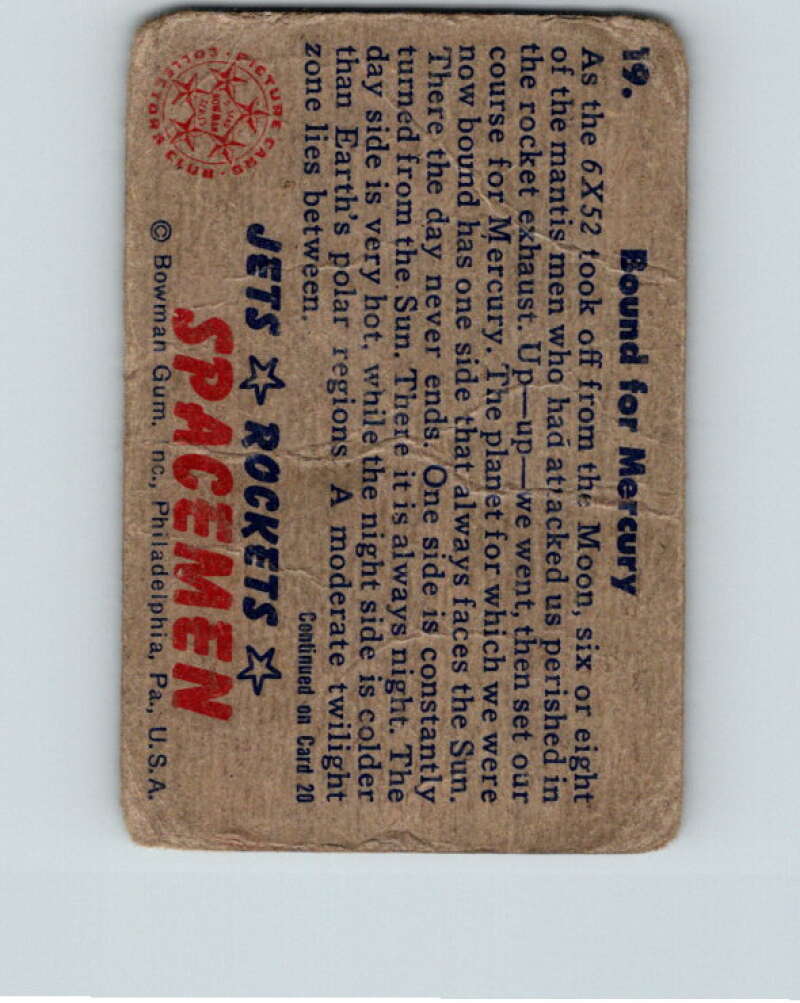 19.
Bound for Mercury
As the 6X52 took off from the Moon, six or eight
of the mantis men who had attacked us perished in
the rocket exhaust. Up—up—we went, then set our
course for Mercury. The planet for which we were
now bound has one side that always faces the Sun.
There the day never ends. One side is constantly
turned from the Sun. There it is always night. The
day side is very hot, while the night side is colder
than Earth's polar regions. A moderate twilight
zone lies between.
Continued on Card 20
JETS ☆ ROCKETS ☆
SPACEMEN
© Bowman Gum, Inc., Philadelphia, Pa., U.S.A.
PICTURE CARD COLLECTORS CLUB
BOWMAN